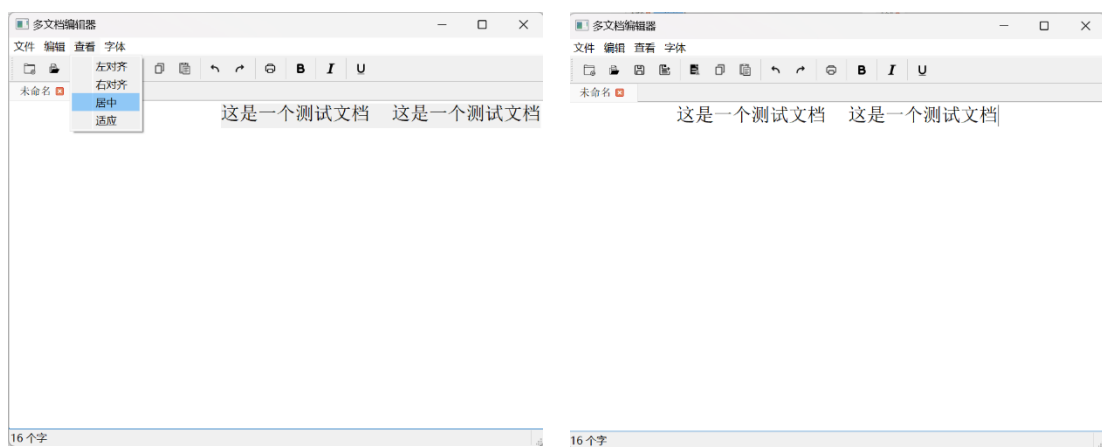 多文档编辑器
文件 编辑 查看 字体
左对齐
右对齐
居中
适应
B I U
未命名
这是一个测试文档 这是一个测试文档
16 个字
多文档编辑器
文件 编辑 查看 字体
B I U
未命名
这是一个测试文档 这是一个测试文档
16 个字